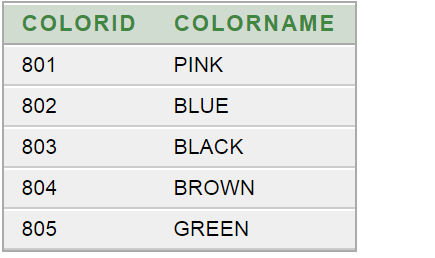 COLORID COLORNAME
801 PINK
802 BLUE
803 BLACK
804 BROWN
805 GREEN